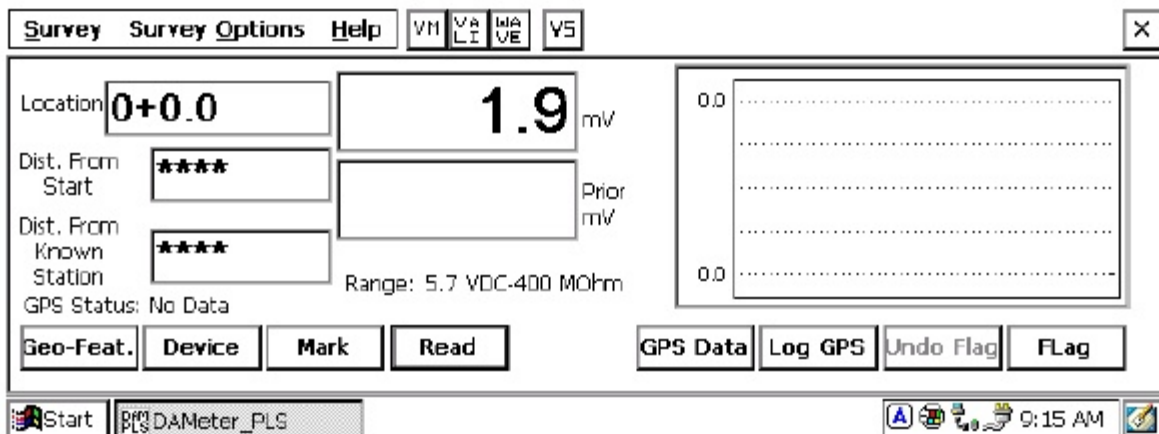 Survey Survey Options Help VM VA LI WA VE VS
Location 0+0.0
1.9 mV
Dist. From Start ****
Prior mV
Dist. From Known Station ****
Range: 5.7 VDC-400 MOhm
GPS Status: No Data
0.0
0.0
Geo-Feat. Device Mark Read GPS Data Log GPS Undo Flag FLag
Start DAMeter_PLS A 9:15 AM